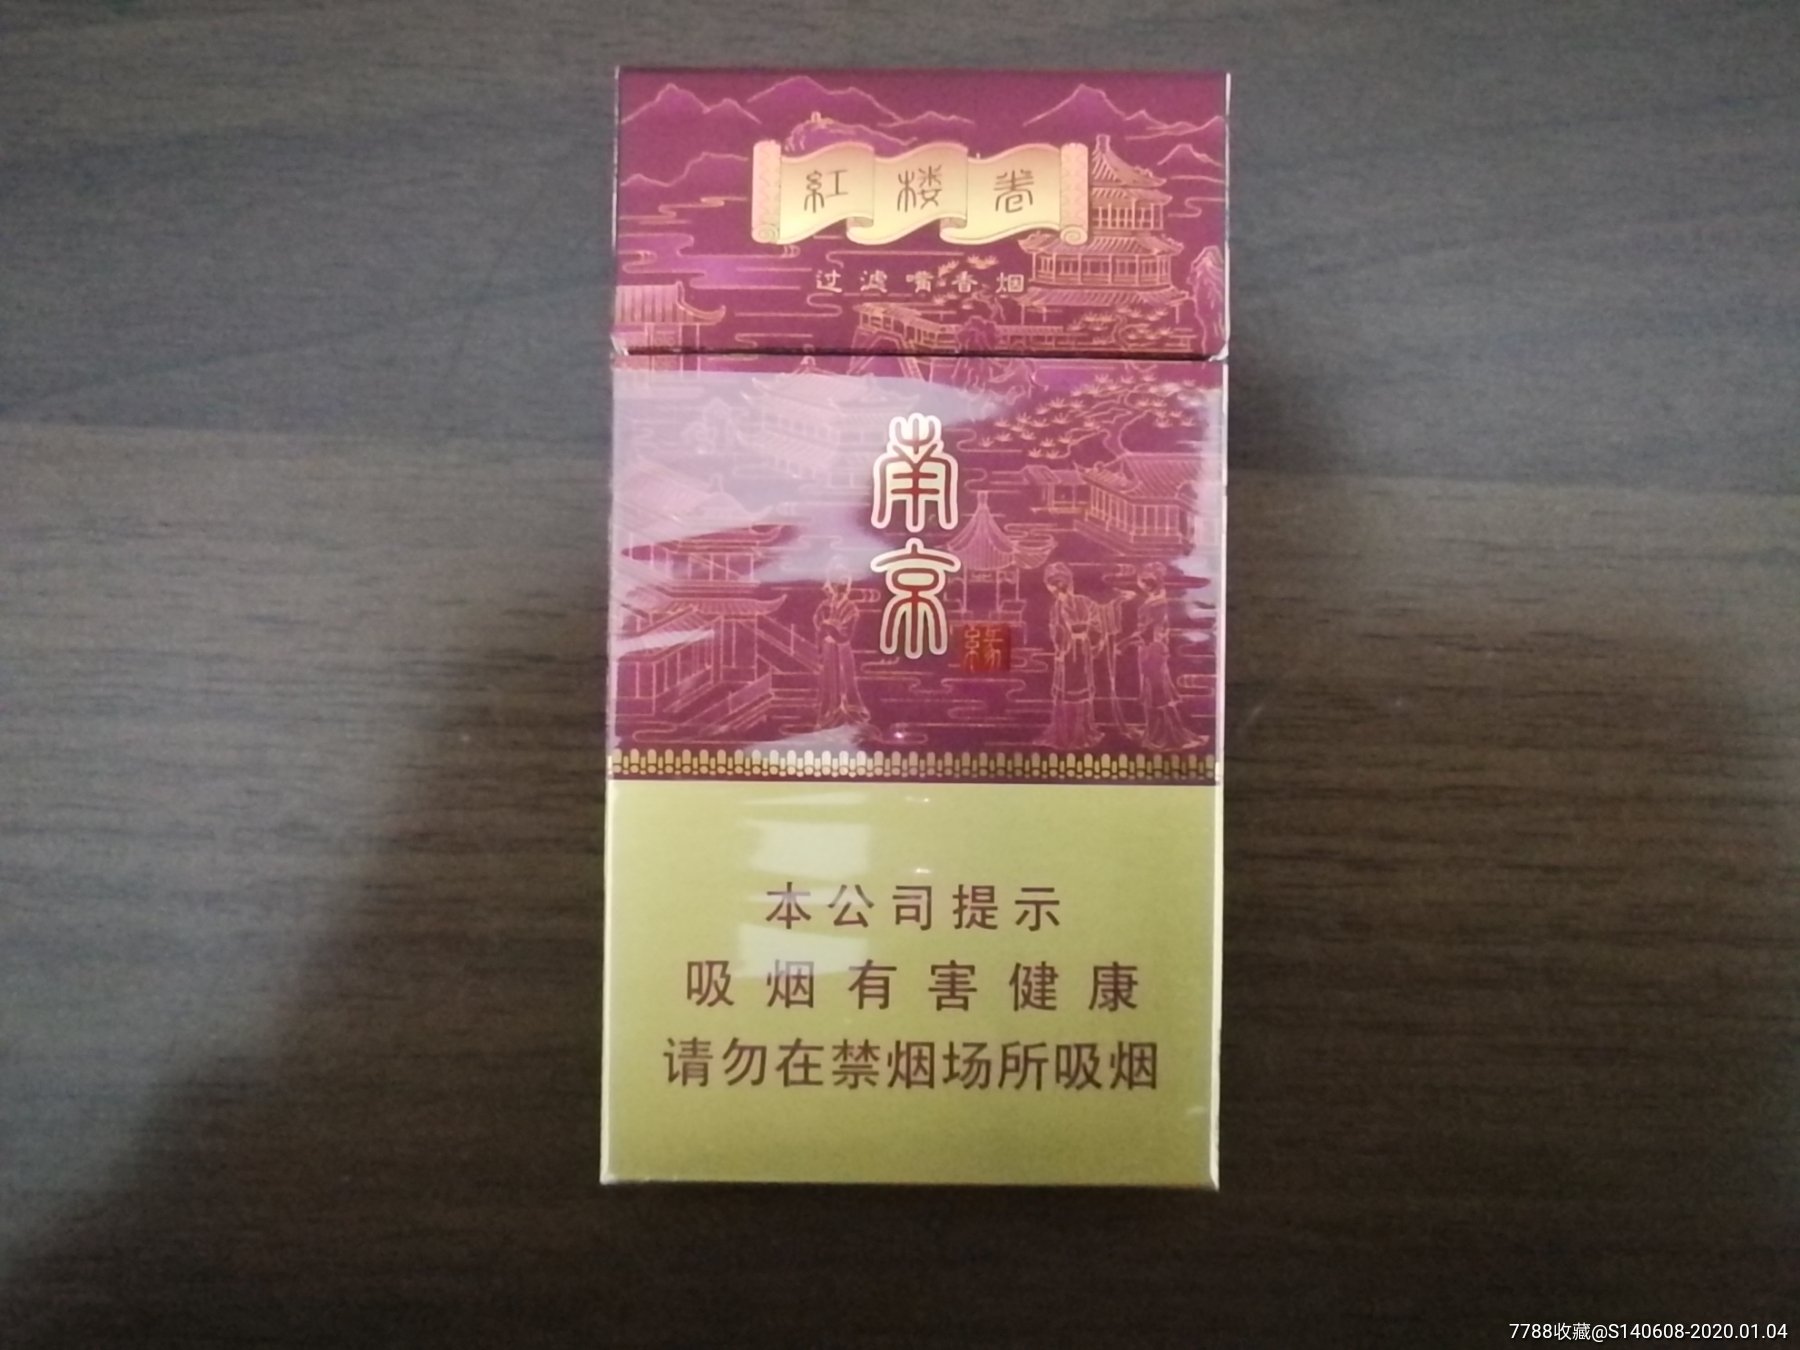 紅楼卷
过滤嘴香烟
南京
緣
本公司提示
吸烟有害健康
请勿在禁烟场所吸烟
7788收藏@S140608-2020.01.04